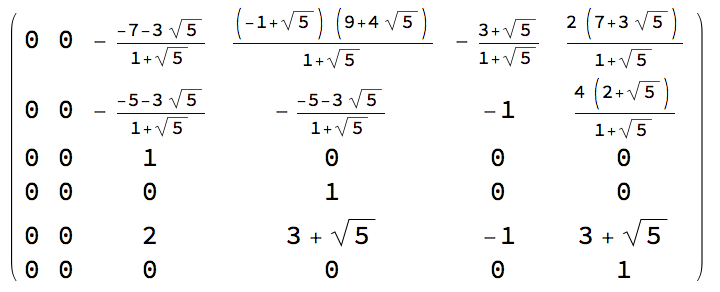 0 0 - (-7-3√5)/(1+√5) ((-1+√5) (9+4√5))/(1+√5) - (3+√5)/(1+√5) (2 (7+3√5))/(1+√5)
0 0 - (-5-3√5)/(1+√5) - (-5-3√5)/(1+√5) -1 (4 (2+√5))/(1+√5)
0 0 1 0 0 0
0 0 0 1 0 0
0 0 2 3+√5 -1 3+√5
0 0 0 0 0 1